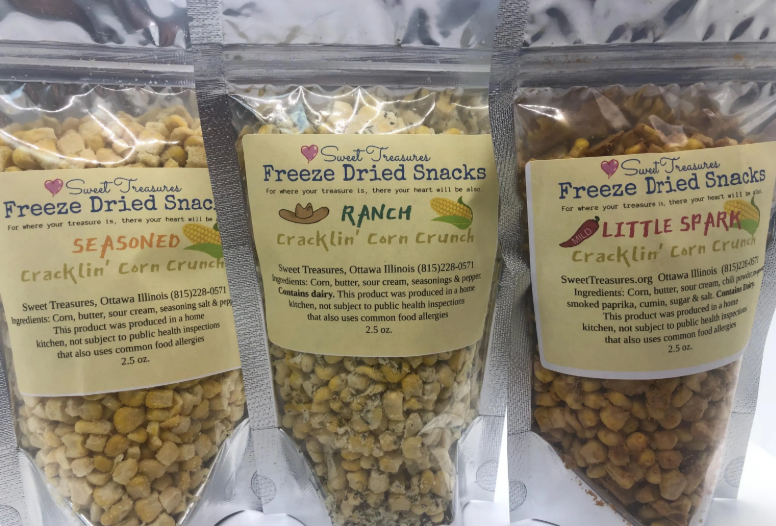 Sweet Treasures
Freeze Dried Snac
For where your treasure is, there your heart will be
SEASONED
Cracklin' Corn Crunch
Sweet Treasures, Ottawa Illinois (815)228-0571
Ingredients: Corn, butter, sour cream, seasoning salt & pepp
This product was produced in a home
kitchen, not subject to public health inspections
that also uses common food allergies
2.5 oz.
Sweet Treasures
Freeze Dried Snacks
For where your treasure is, there your heart will be also.
RANCH
Cracklin' Corn Crunch
Sweet Treasures, Ottawa Illinois (815)228-0571
Ingredients: Corn, butter, sour cream, seasonings & pepper.
Contains dairy. This product was produced in a home
kitchen, not subject to public health inspections
that also uses common food allergies
2.5 oz.
Sweet Treasures
Freeze Dried Snacks
For where your treasure is, there your heart will be also.
MILD
LITTLE SPARK
Cracklin' Corn Crunch
SweetTreasures.org Ottawa Illinois (815)228-0571
Ingredients: Corn, butter, sour cream, chili powder,
smoked paprika, cumin, sugar & salt. Contains Dairy.
This product was produced in a home
kitchen, not subject to public health inspections
that also uses common food allergies
2.5 oz.